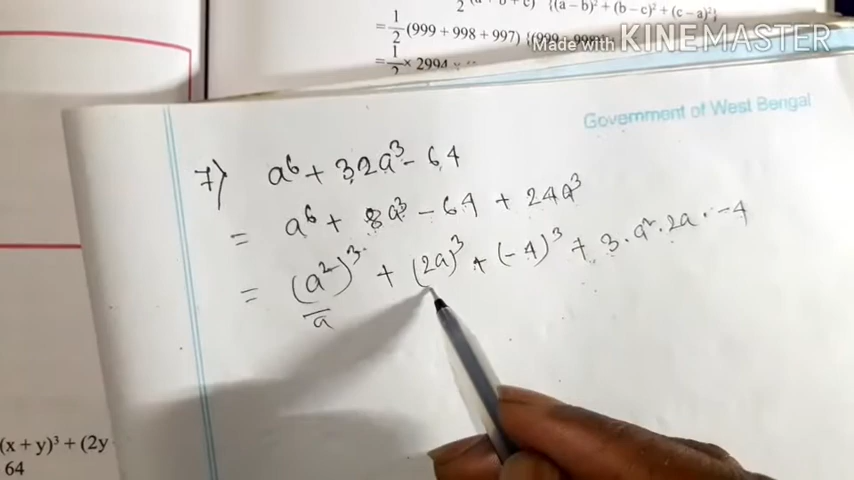 = 1/2 (999 + 998 + 997) {(999 - 998)²
= 1/2 × 2994
Made with KINEMASTER
Government of West Bengal
7) a⁶ + 32a³ - 64
= a⁶ + 8a³ - 64 + 24a³
= (a²)³ + (2a)³ + (-4)³ + 3 . a² . 2a . -4
a
(x + y)³ + (2y
64